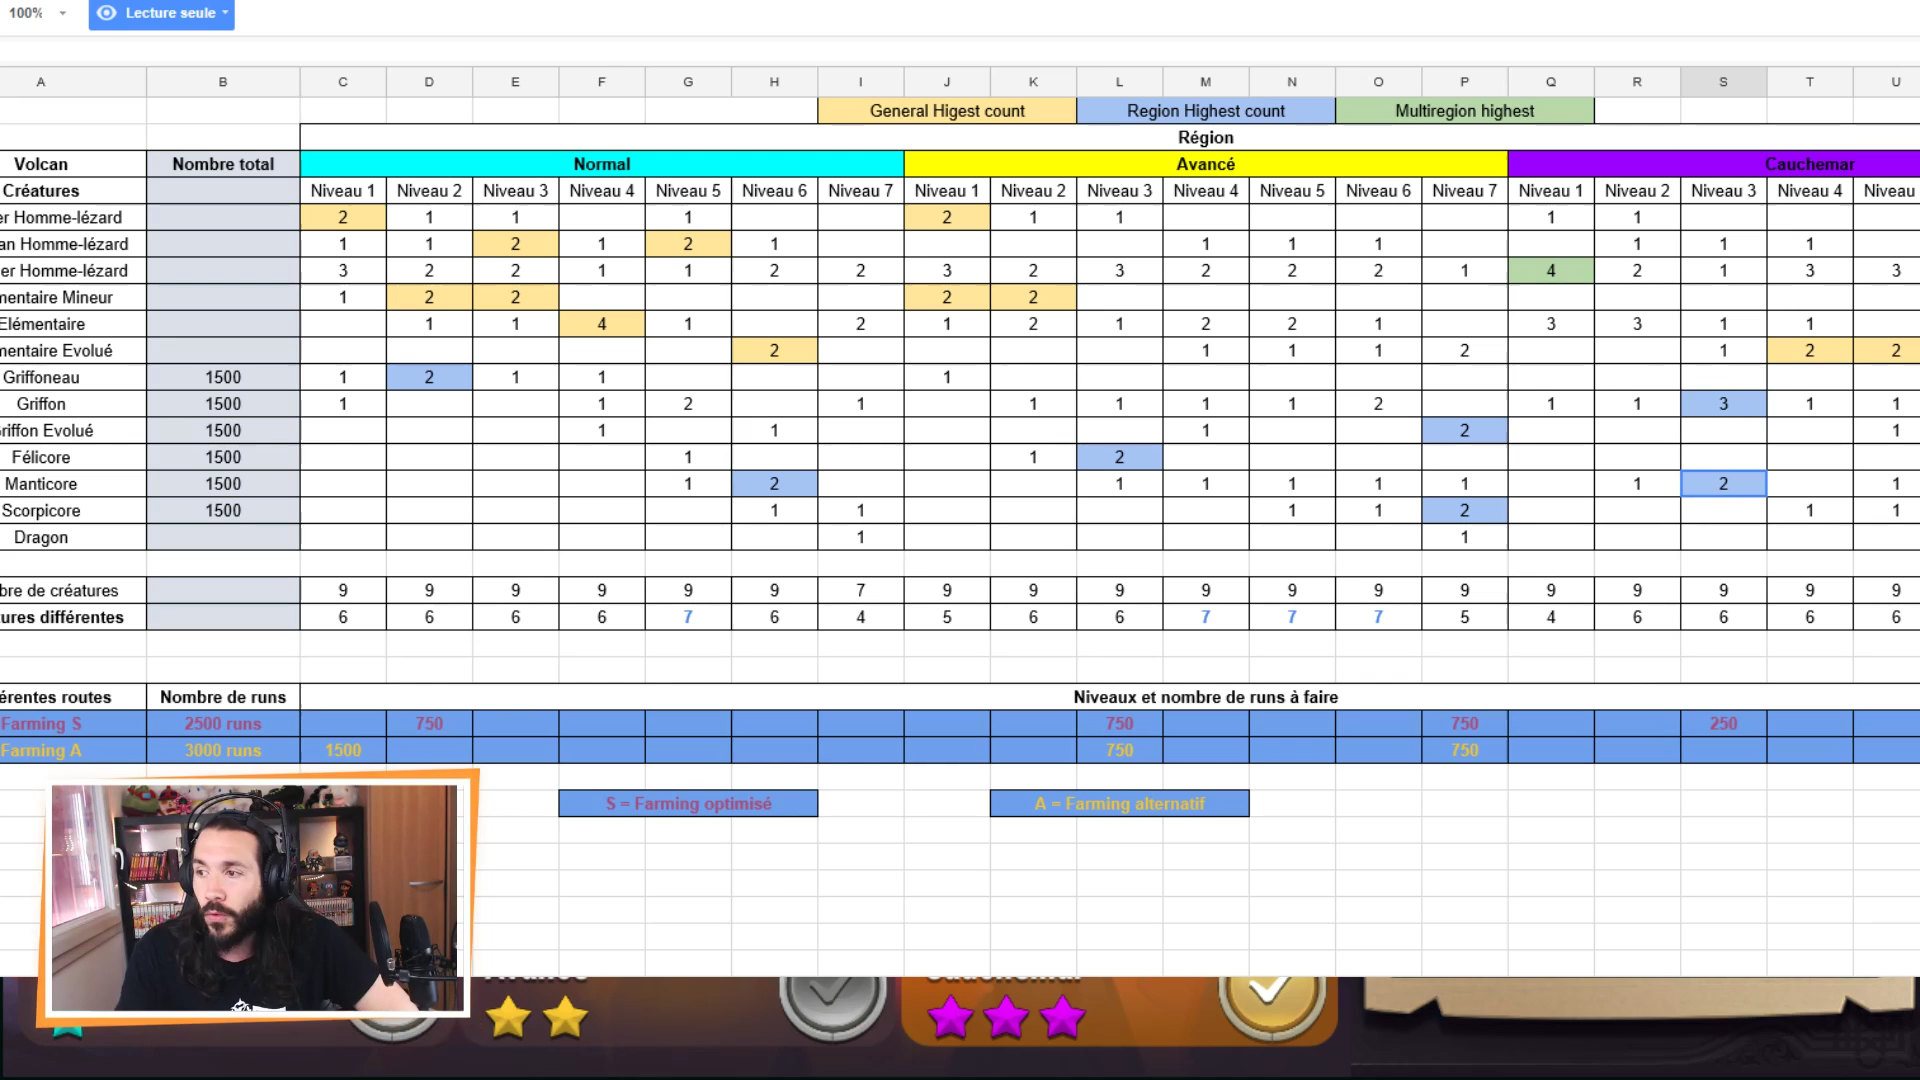 100% Lecture seule
A B C D E F G H I J K L M N O P Q R S T U
General Higest count Region Highest count Multiregion highest
Région
Volcan Nombre total Normal Avancé Cauchemar
Créatures Niveau 1 Niveau 2 Niveau 3 Niveau 4 Niveau 5 Niveau 6 Niveau 7 Niveau 1 Niveau 2 Niveau 3 Niveau 4 Niveau 5 Niveau 6 Niveau 7 Niveau 1 Niveau 2 Niveau 3 Niveau 4 Niveau
er Homme-lézard 2 1 1 1 2 1 1 1 1
an Homme-lézard 1 1 2 1 2 1 1 1 1 1 1 1
er Homme-lézard 3 2 2 1 1 2 2 3 2 3 2 2 2 1 4 2 1 3 3
mentaire Mineur 1 2 2 2 2
Elémentaire 1 1 4 1 2 1 2 1 2 2 1 3 3 1 1
mentaire Evolué 2 1 1 1 2 1 2 2
Griffoneau 1500 1 2 1 1 1
Griffon 1500 1 1 2 1 1 1 1 1 2 1 1 3 1 1
riffon Evolué 1500 1 1 1 2 1
Félicore 1500 1 1 2
Manticore 1500 1 2 1 1 1 1 1 1 2 1
Scorpicore 1500 1 1 1 1 2 1 1
Dragon 1 1
bre de créatures 9 9 9 9 9 9 7 9 9 9 9 9 9 9 9 9 9 9 9
tures différentes 6 6 6 6 7 6 4 5 6 6 7 7 7 5 4 6 6 6 6
érentes routes Nombre de runs Niveaux et nombre de runs à faire
Farming S 2500 runs 750 750 750 250
Farming A 3000 runs 1500 750 750
S = Farming optimisé A = Farming alternatif